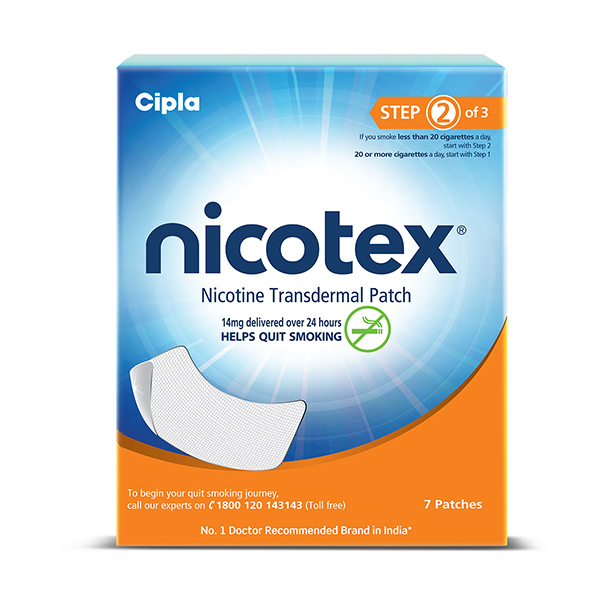 Cipla
STEP 2 of 3
If you smoke less than 20 cigarettes a day,
start with Step 2
20 or more cigarettes a day, start with Step 1
nicotex®
Nicotine Transdermal Patch
14mg delivered over 24 hours
HELPS QUIT SMOKING
To begin your quit smoking journey,
call our experts on 1800 120 143143 (Toll free)
7 Patches
No. 1 Doctor Recommended Brand in India*